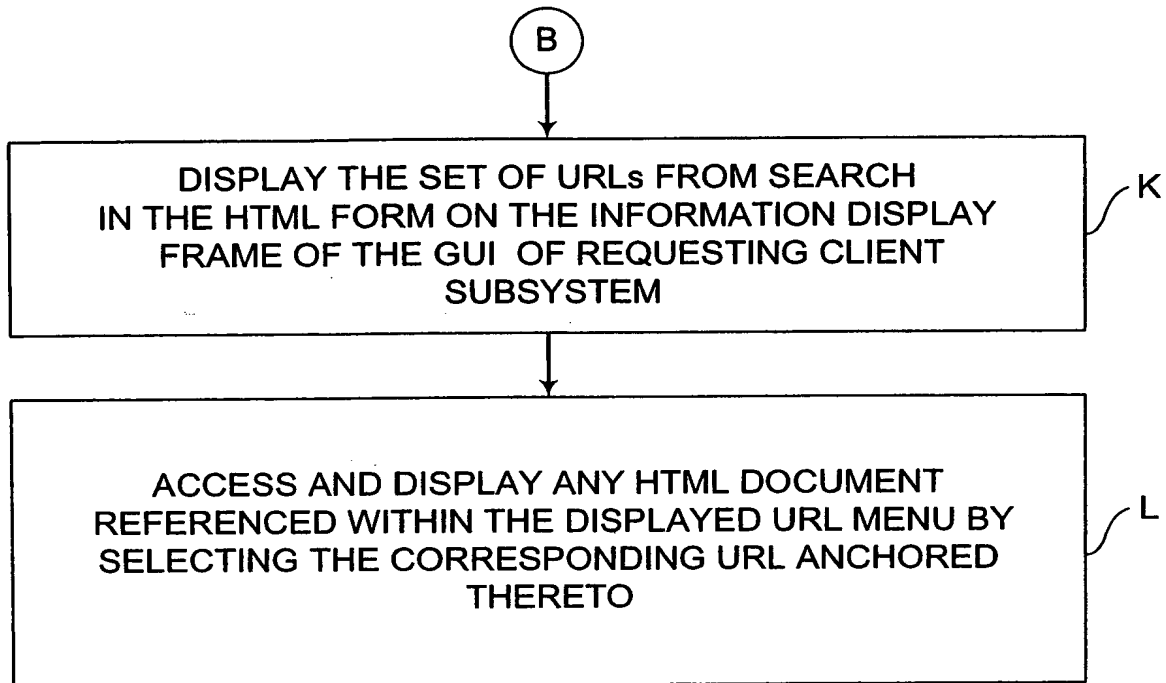 B
DISPLAY THE SET OF URLs FROM SEARCH
IN THE HTML FORM ON THE INFORMATION DISPLAY
FRAME OF THE GUI OF REQUESTING CLIENT
SUBSYSTEM
K
ACCESS AND DISPLAY ANY HTML DOCUMENT
REFERENCED WITHIN THE DISPLAYED URL MENU BY
SELECTING THE CORRESPONDING URL ANCHORED
THERETO
L